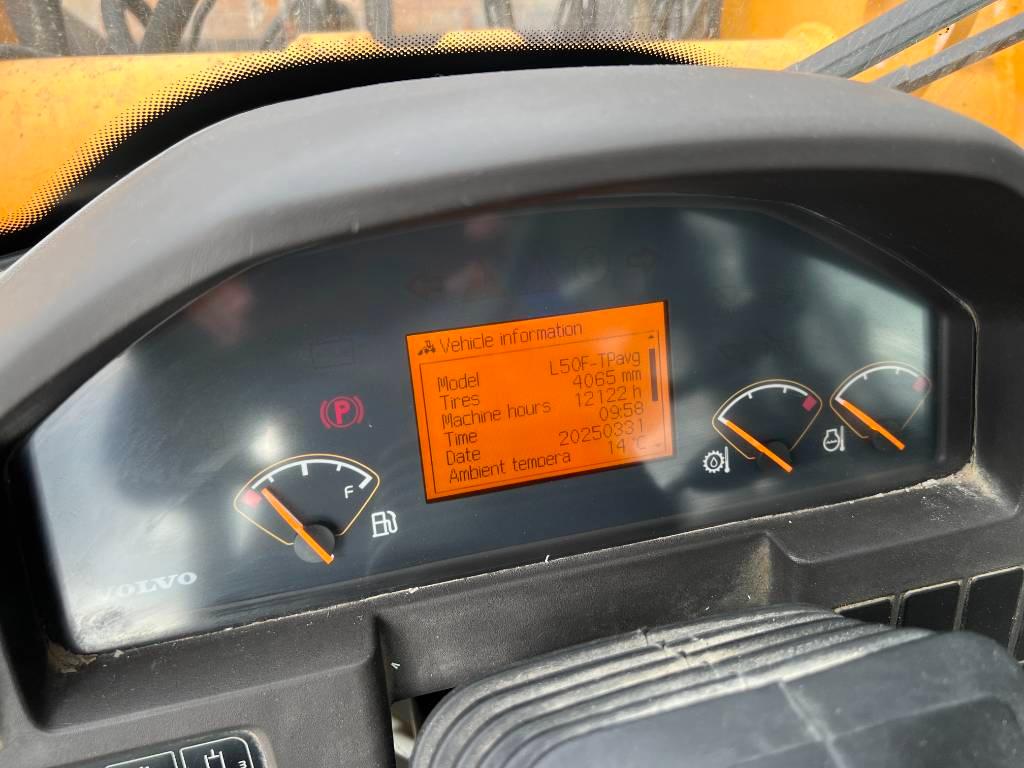 Vehicle information
Model L50F-TPavg
Tires 4065 mm
Machine hours 12122 h
Time 09:58
Date 20250331
Ambient tempera 14 °C
P
F
VOLVO
3